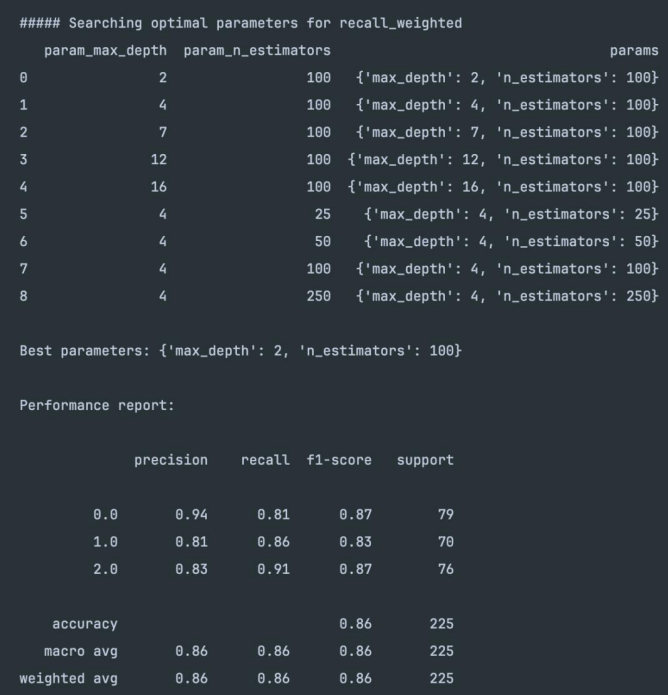 ##### Searching optimal parameters for recall_weighted
param_max_depth param_n_estimators params
0 2 100 {'max_depth': 2, 'n_estimators': 100}
1 4 100 {'max_depth': 4, 'n_estimators': 100}
2 7 100 {'max_depth': 7, 'n_estimators': 100}
3 12 100 {'max_depth': 12, 'n_estimators': 100}
4 16 100 {'max_depth': 16, 'n_estimators': 100}
5 4 25 {'max_depth': 4, 'n_estimators': 25}
6 4 50 {'max_depth': 4, 'n_estimators': 50}
7 4 100 {'max_depth': 4, 'n_estimators': 100}
8 4 250 {'max_depth': 4, 'n_estimators': 250}
Best parameters: {'max_depth': 2, 'n_estimators': 100}
Performance report:
precision recall f1-score support
0.0 0.94 0.81 0.87 79
1.0 0.81 0.86 0.83 70
2.0 0.83 0.91 0.87 76
accuracy 0.86 225
macro avg 0.86 0.86 0.86 225
weighted avg 0.86 0.86 0.86 225